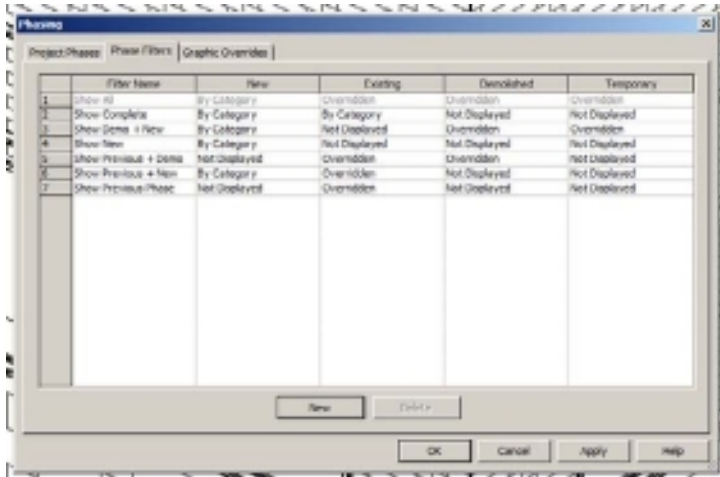 Phasing
Project Phases Phase Filters Graphic Overrides
Filter Name New Existing Demolished Temporary
1 Show All By Category Overridden Overridden Overridden
2 Show Complete By Category By Category Not Displayed Not Displayed
3 Show Demo + New By Category Not Displayed Overridden Overridden
4 Show New By Category Not Displayed Not Displayed Not Displayed
5 Show Previous + Demo Not Displayed Overridden Overridden Not Displayed
6 Show Previous + New By Category Overridden Not Displayed Not Displayed
7 Show Previous Phase Not Displayed Overridden Not Displayed Not Displayed
New Delete
OK Cancel Apply Help